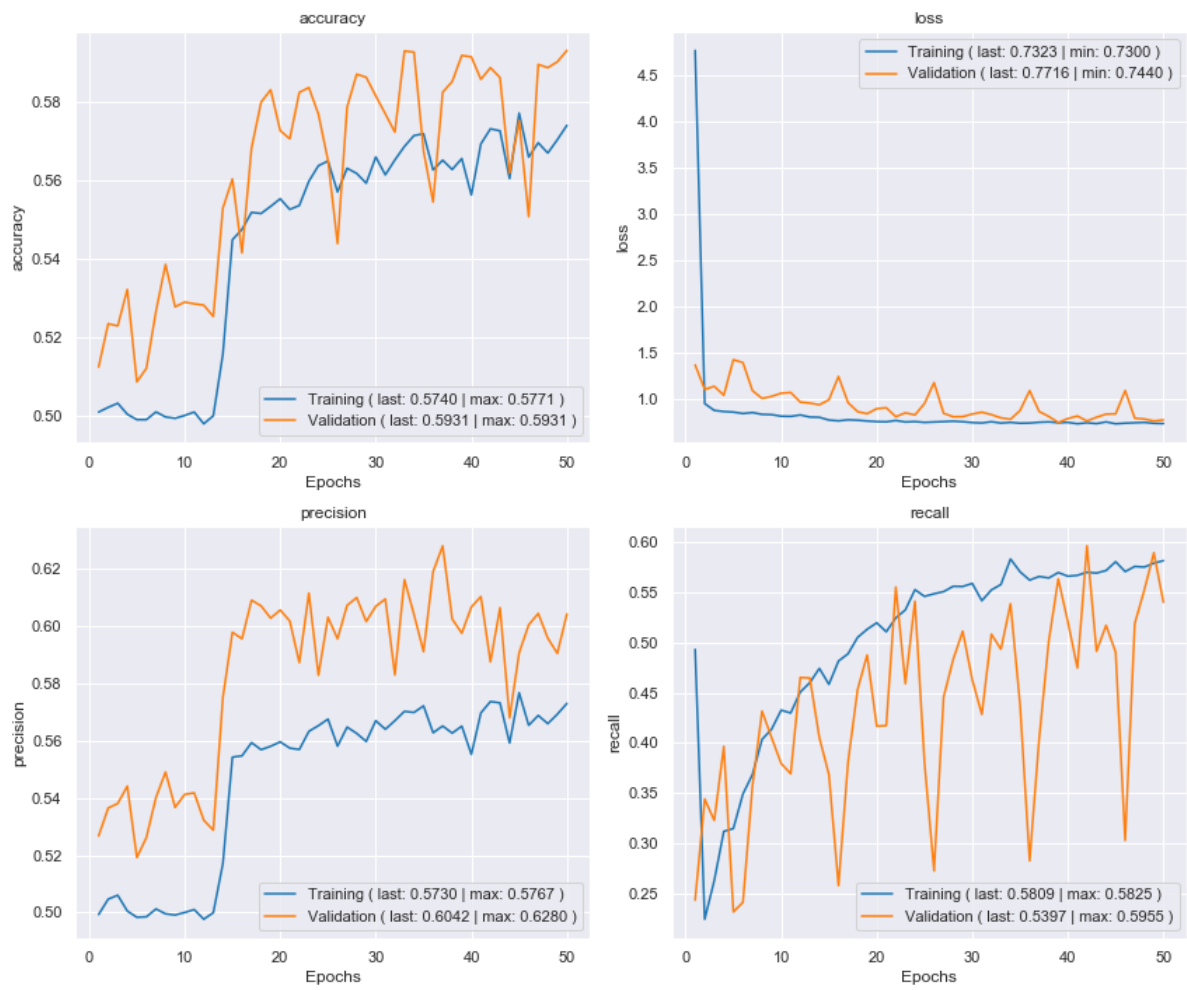 accuracy
accuracy
0.58
0.56
0.54
0.52
0.50
Training ( last: 0.5740 | max: 0.5771 )
Validation ( last: 0.5931 | max: 0.5931 )
0 10 20 30 40 50
Epochs
loss
loss
4.5
4.0
3.5
3.0
2.5
2.0
1.5
1.0
Training ( last: 0.7323 | min: 0.7300 )
Validation ( last: 0.7716 | min: 0.7440 )
0 10 20 30 40 50
Epochs
precision
precision
0.62
0.60
0.58
0.56
0.54
0.52
0.50
Training ( last: 0.5730 | max: 0.5767 )
Validation ( last: 0.6042 | max: 0.6280 )
0 10 20 30 40 50
Epochs
recall
recall
0.60
0.55
0.50
0.45
0.40
0.35
0.30
0.25
Training ( last: 0.5809 | max: 0.5825 )
Validation ( last: 0.5397 | max: 0.5955 )
0 10 20 30 40 50
Epochs